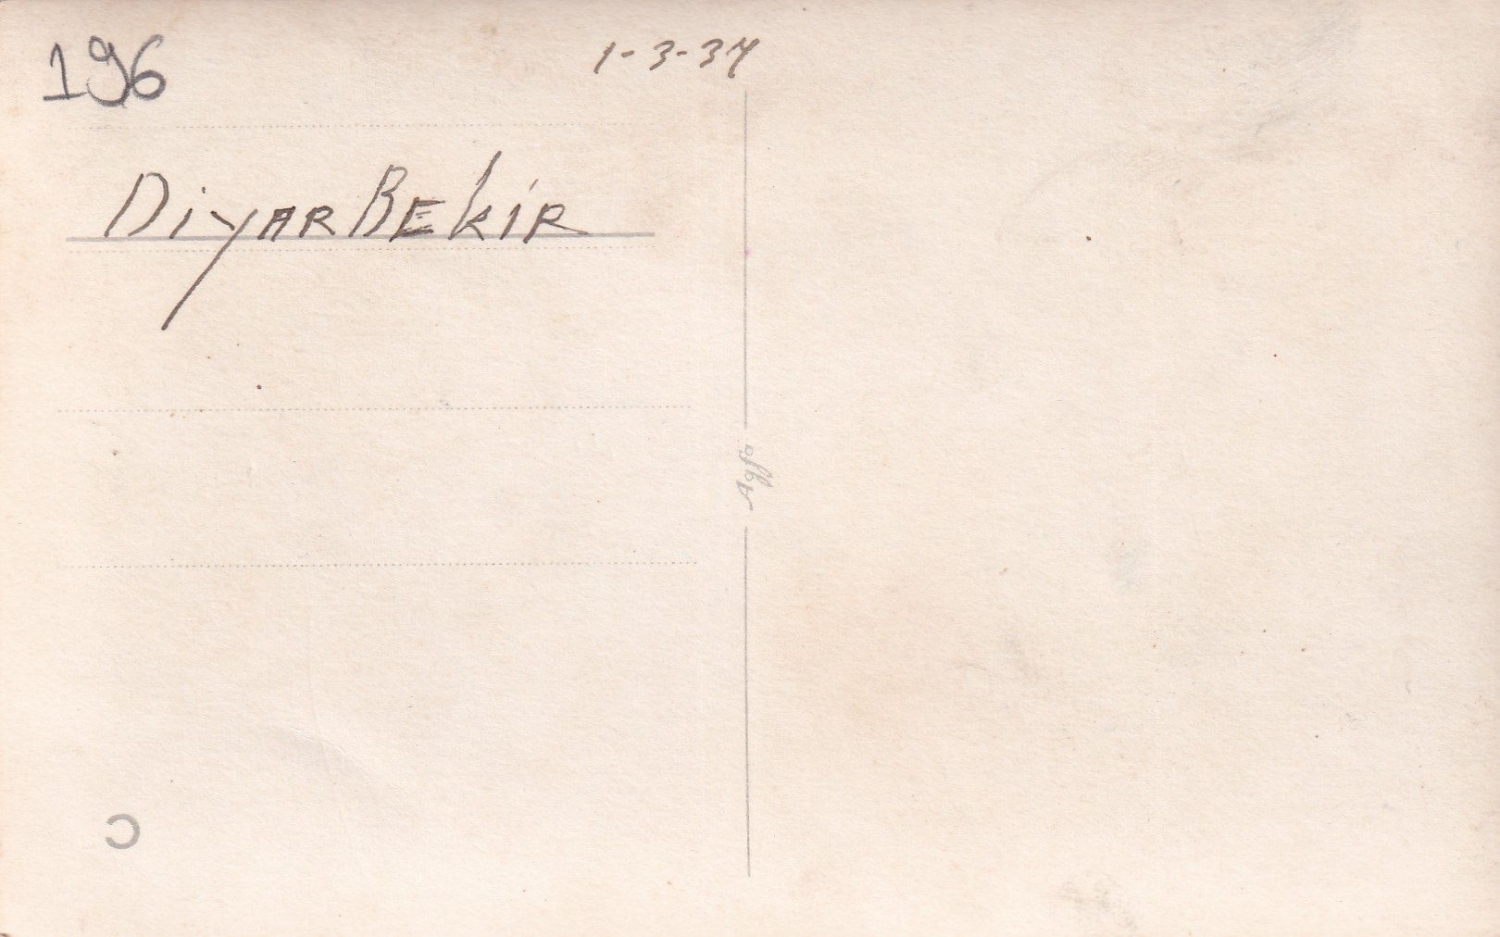 196
1-3-34
DiyARBEkiR
Agfa
C